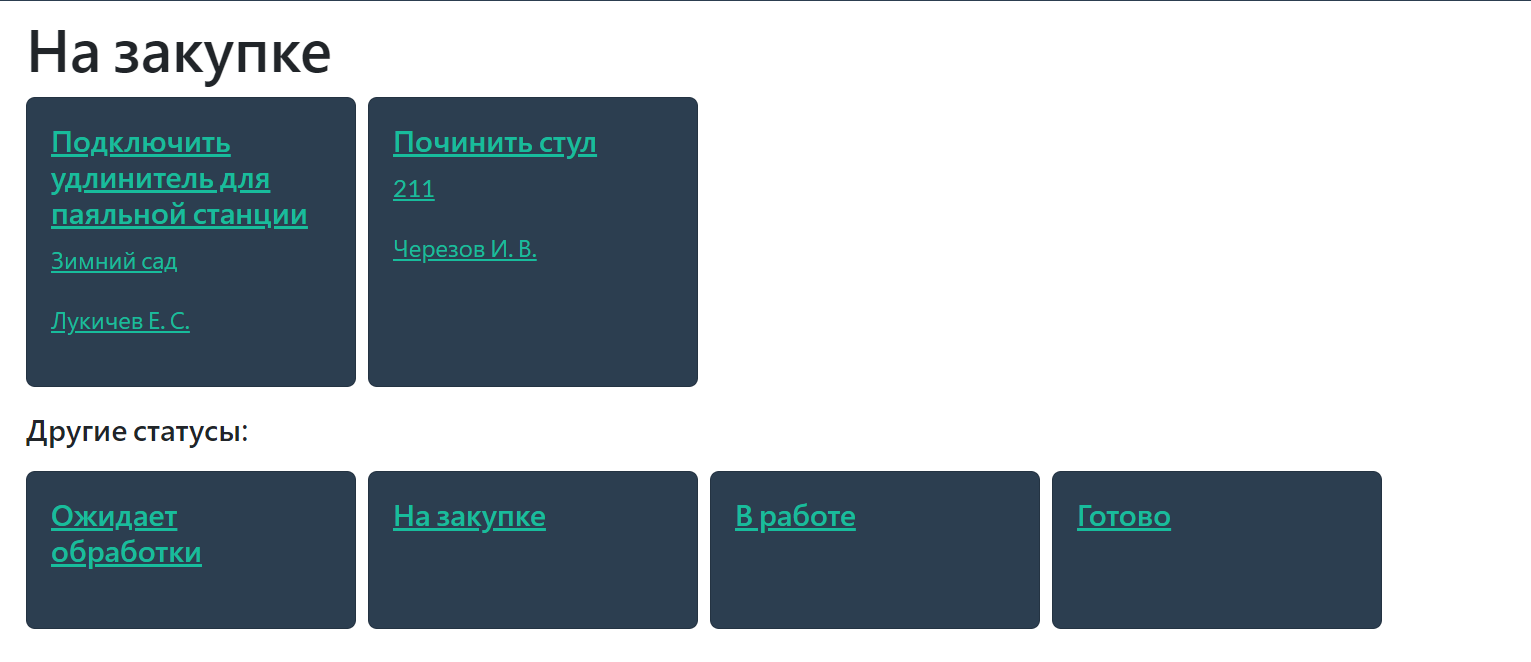 На закупке
Подключить
удлинитель для
паяльной станции
Зимний сад
Лукичев Е. С.
Починить стул
211
Черезов И. В.
Другие статусы:
Ожидает
обработки
На закупке
В работе
Готово